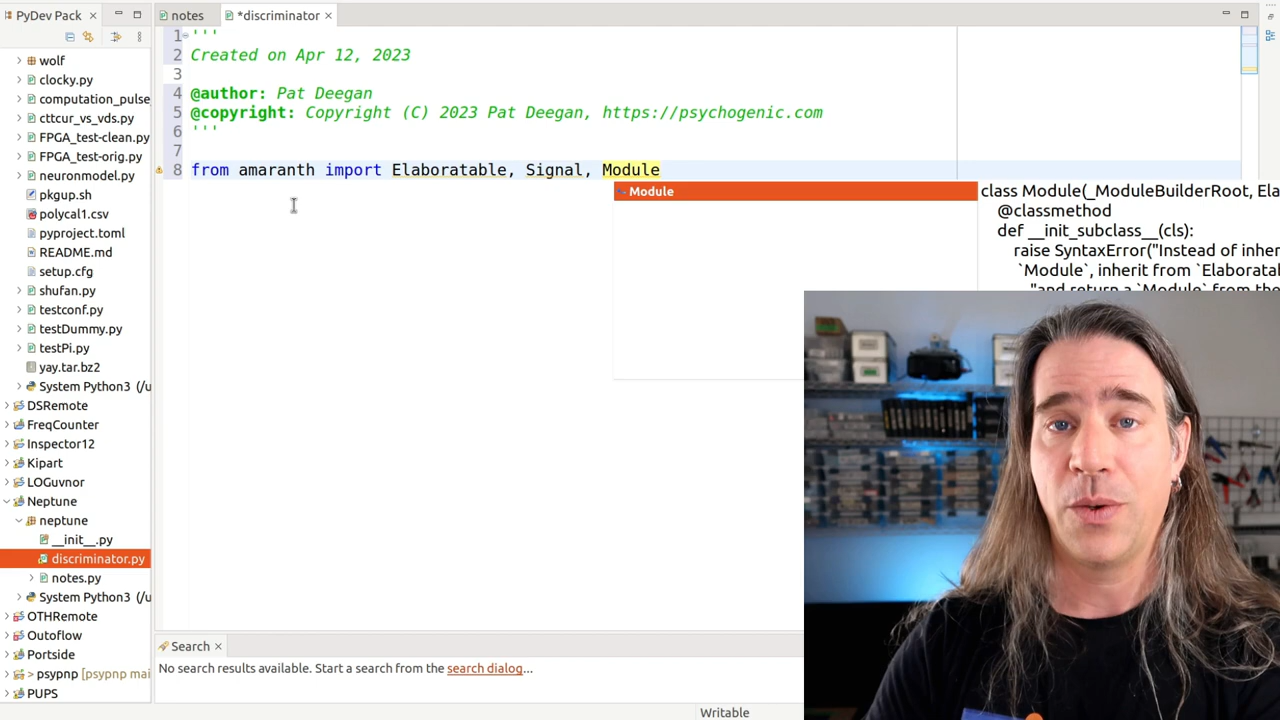 PyDev Pack
wolf
clocky.py
computation_pulse
cttcur_vs_vds.py
FPGA_test-clean.py
FPGA_test-orig.py
neuronmodel.py
pkgup.sh
polycal1.csv
pyproject.toml
README.md
setup.cfg
shufan.py
testconf.py
testDummy.py
testPi.py
yay.tar.bz2
System Python3 (/u
DSRemote
FreqCounter
Inspector12
Kipart
LOGuvnor
Neptune
neptune
__init__.py
discriminator.py
notes.py
System Python3 (/u
OTHRemote
Outoflow
Portside
> psypnp [psypnp mai
PUPS
notes
*discriminator
1 '''
2 Created on Apr 12, 2023
3
4 @author: Pat Deegan
5 @copyright: Copyright (C) 2023 Pat Deegan, https://psychogenic.com
6 '''
7
8 from amaranth import Elaboratable, Signal, Module
Module
class Module(_ModuleBuilderRoot, Ela
@classmethod
def __init_subclass__(cls):
raise SyntaxError("Instead of inher
`Module`, inherit from `Elaboratal
"and return a `Module` from the
Search
No search results available. Start a search from the search dialog...
Writable